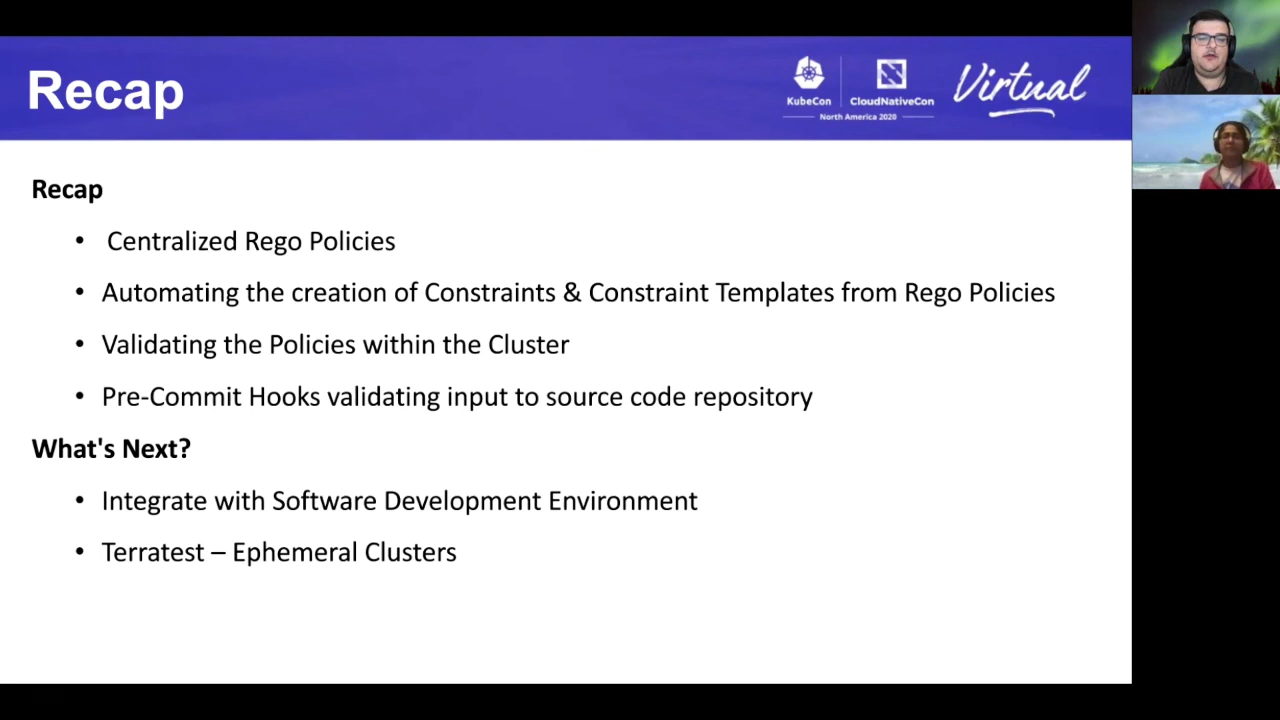 Recap
KubeCon
CloudNativeCon
North America 2020
Virtual
Recap
• Centralized Rego Policies
• Automating the creation of Constraints & Constraint Templates from Rego Policies
• Validating the Policies within the Cluster
• Pre-Commit Hooks validating input to source code repository
What's Next?
• Integrate with Software Development Environment
• Terratest – Ephemeral Clusters